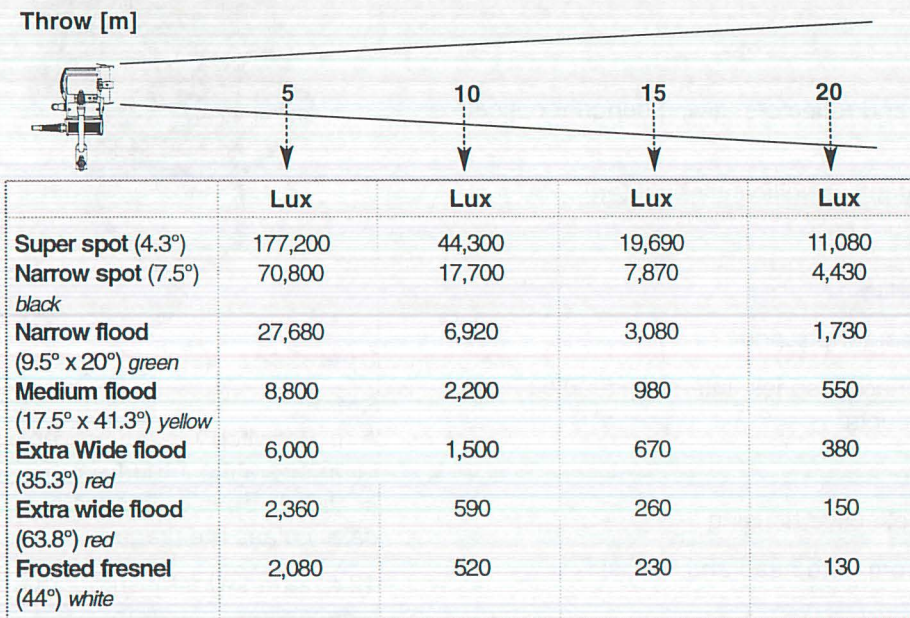 Throw [m]
5 10 15 20
Lux Lux Lux Lux
Super spot (4.3°) 177,200 44,300 19,690 11,080
Narrow spot (7.5°) 70,800 17,700 7,870 4,430
black
Narrow flood 27,680 6,920 3,080 1,730
(9.5° x 20°) green
Medium flood 8,800 2,200 980 550
(17.5° x 41.3°) yellow
Extra Wide flood 6,000 1,500 670 380
(35.3°) red
Extra wide flood 2,360 590 260 150
(63.8°) red
Frosted fresnel 2,080 520 230 130
(44°) white